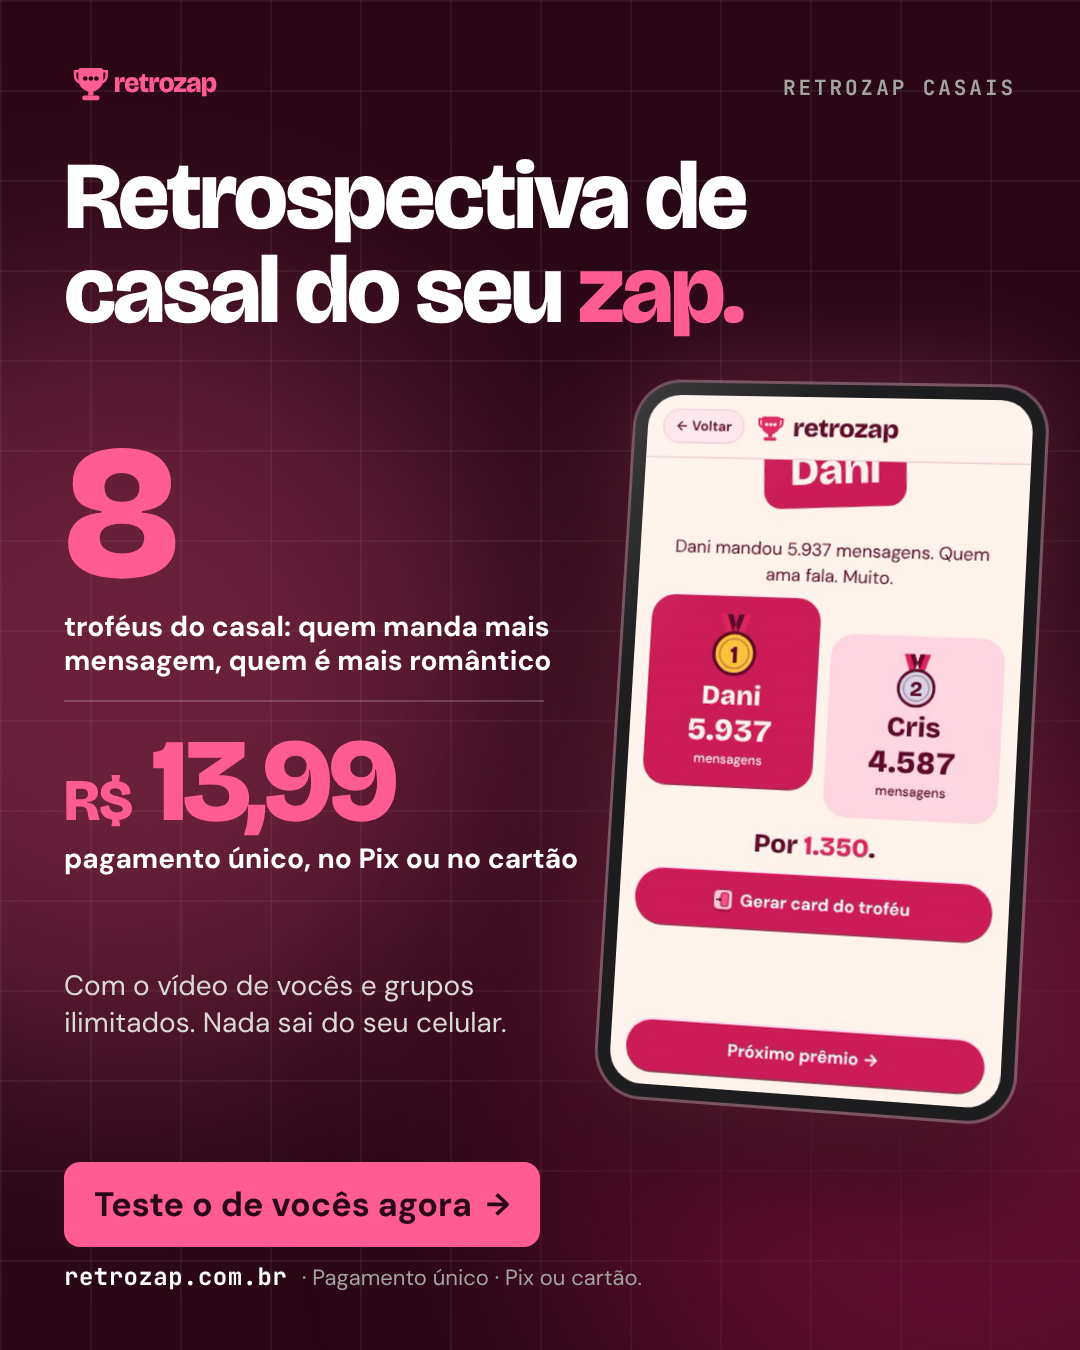 retrozap
RETROZAP CASAIS
Retrospectiva de
casal do seu zap.
8
troféus do casal: quem manda mais
mensagem, quem é mais romântico
R$ 13,99
pagamento único, no Pix ou no cartão
Com o vídeo de vocês e grupos
ilimitados. Nada sai do seu celular.
← Voltar
retrozap
Dani
Dani mandou 5.937 mensagens. Quem
ama fala. Muito.
1
Dani
5.937
mensagens
2
Cris
4.587
mensagens
Por 1.350.
Gerar card do troféu
Próximo prêmio →
Teste o de vocês agora →
retrozap.com.br · Pagamento único · Pix ou cartão.